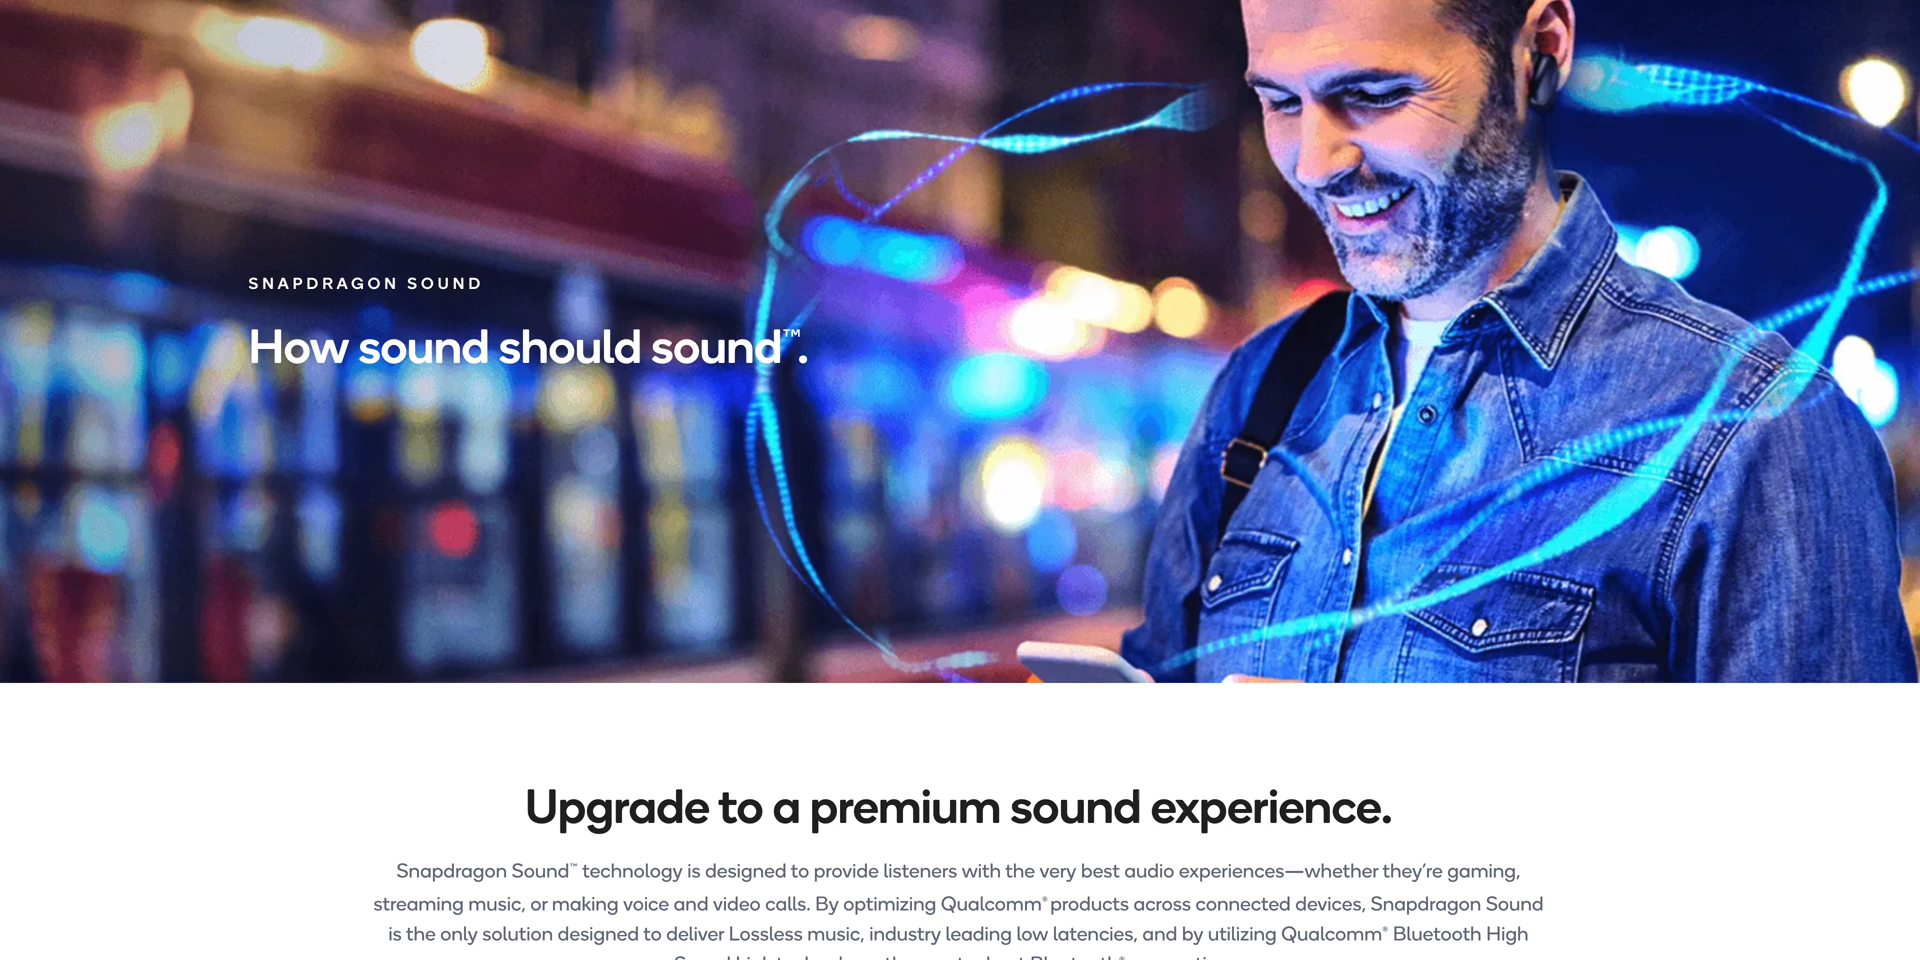 SNAPDRAGON SOUND
How sound should sound™.
Upgrade to a premium sound experience.
Snapdragon Sound™ technology is designed to provide listeners with the very best audio experiences—whether they’re gaming,
streaming music, or making voice and video calls. By optimizing Qualcomm® products across connected devices, Snapdragon Sound
is the only solution designed to deliver Lossless music, industry leading low latencies, and by utilizing Qualcomm® Bluetooth High